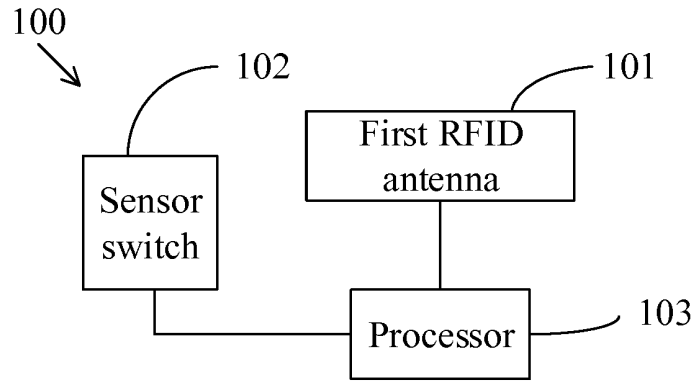 100
102
101
First RFID
antenna
Sensor
switch
Processor
103